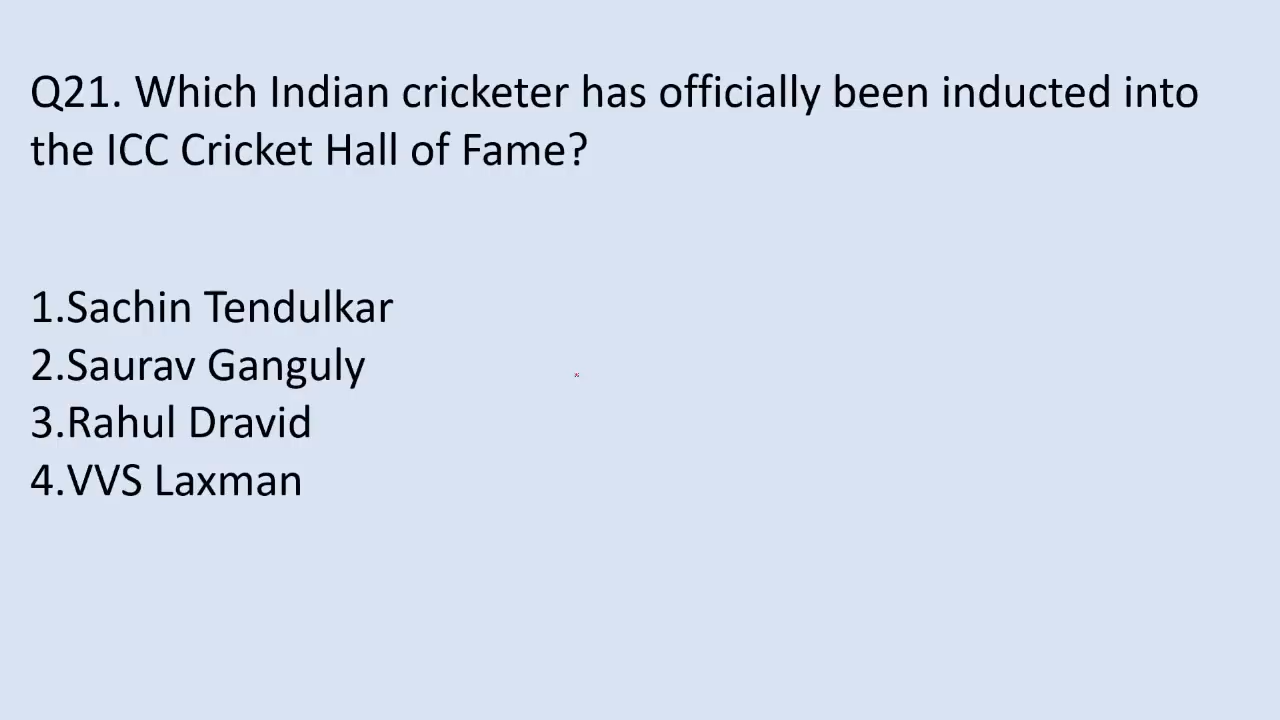 Q21. Which Indian cricketer has officially been inducted into
the ICC Cricket Hall of Fame?
1.Sachin Tendulkar
2.Saurav Ganguly
3.Rahul Dravid
4.VVS Laxman